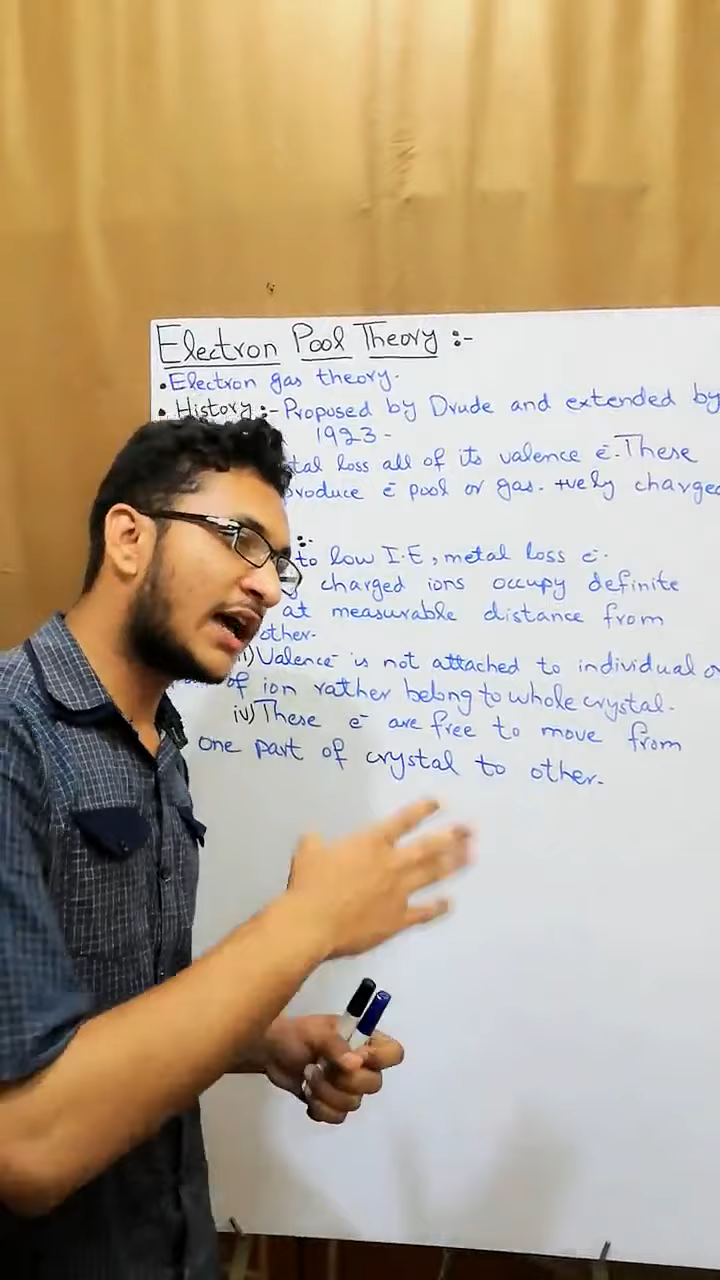 Electron Pool Theory :-
• Electron gas theory.
• History :- Proposed by Drude and extended by
1923 -
loss all of its valence e-. These
produce e- pool or gas. +vely charged
to low I.E, metal loss e-.
charged ions occupy definite
at measurable distance from
other.
Valence e- is not attached to individual
of ion rather belong to whole crystal.
iv) These e- are free to move from
one part of crystal to other.